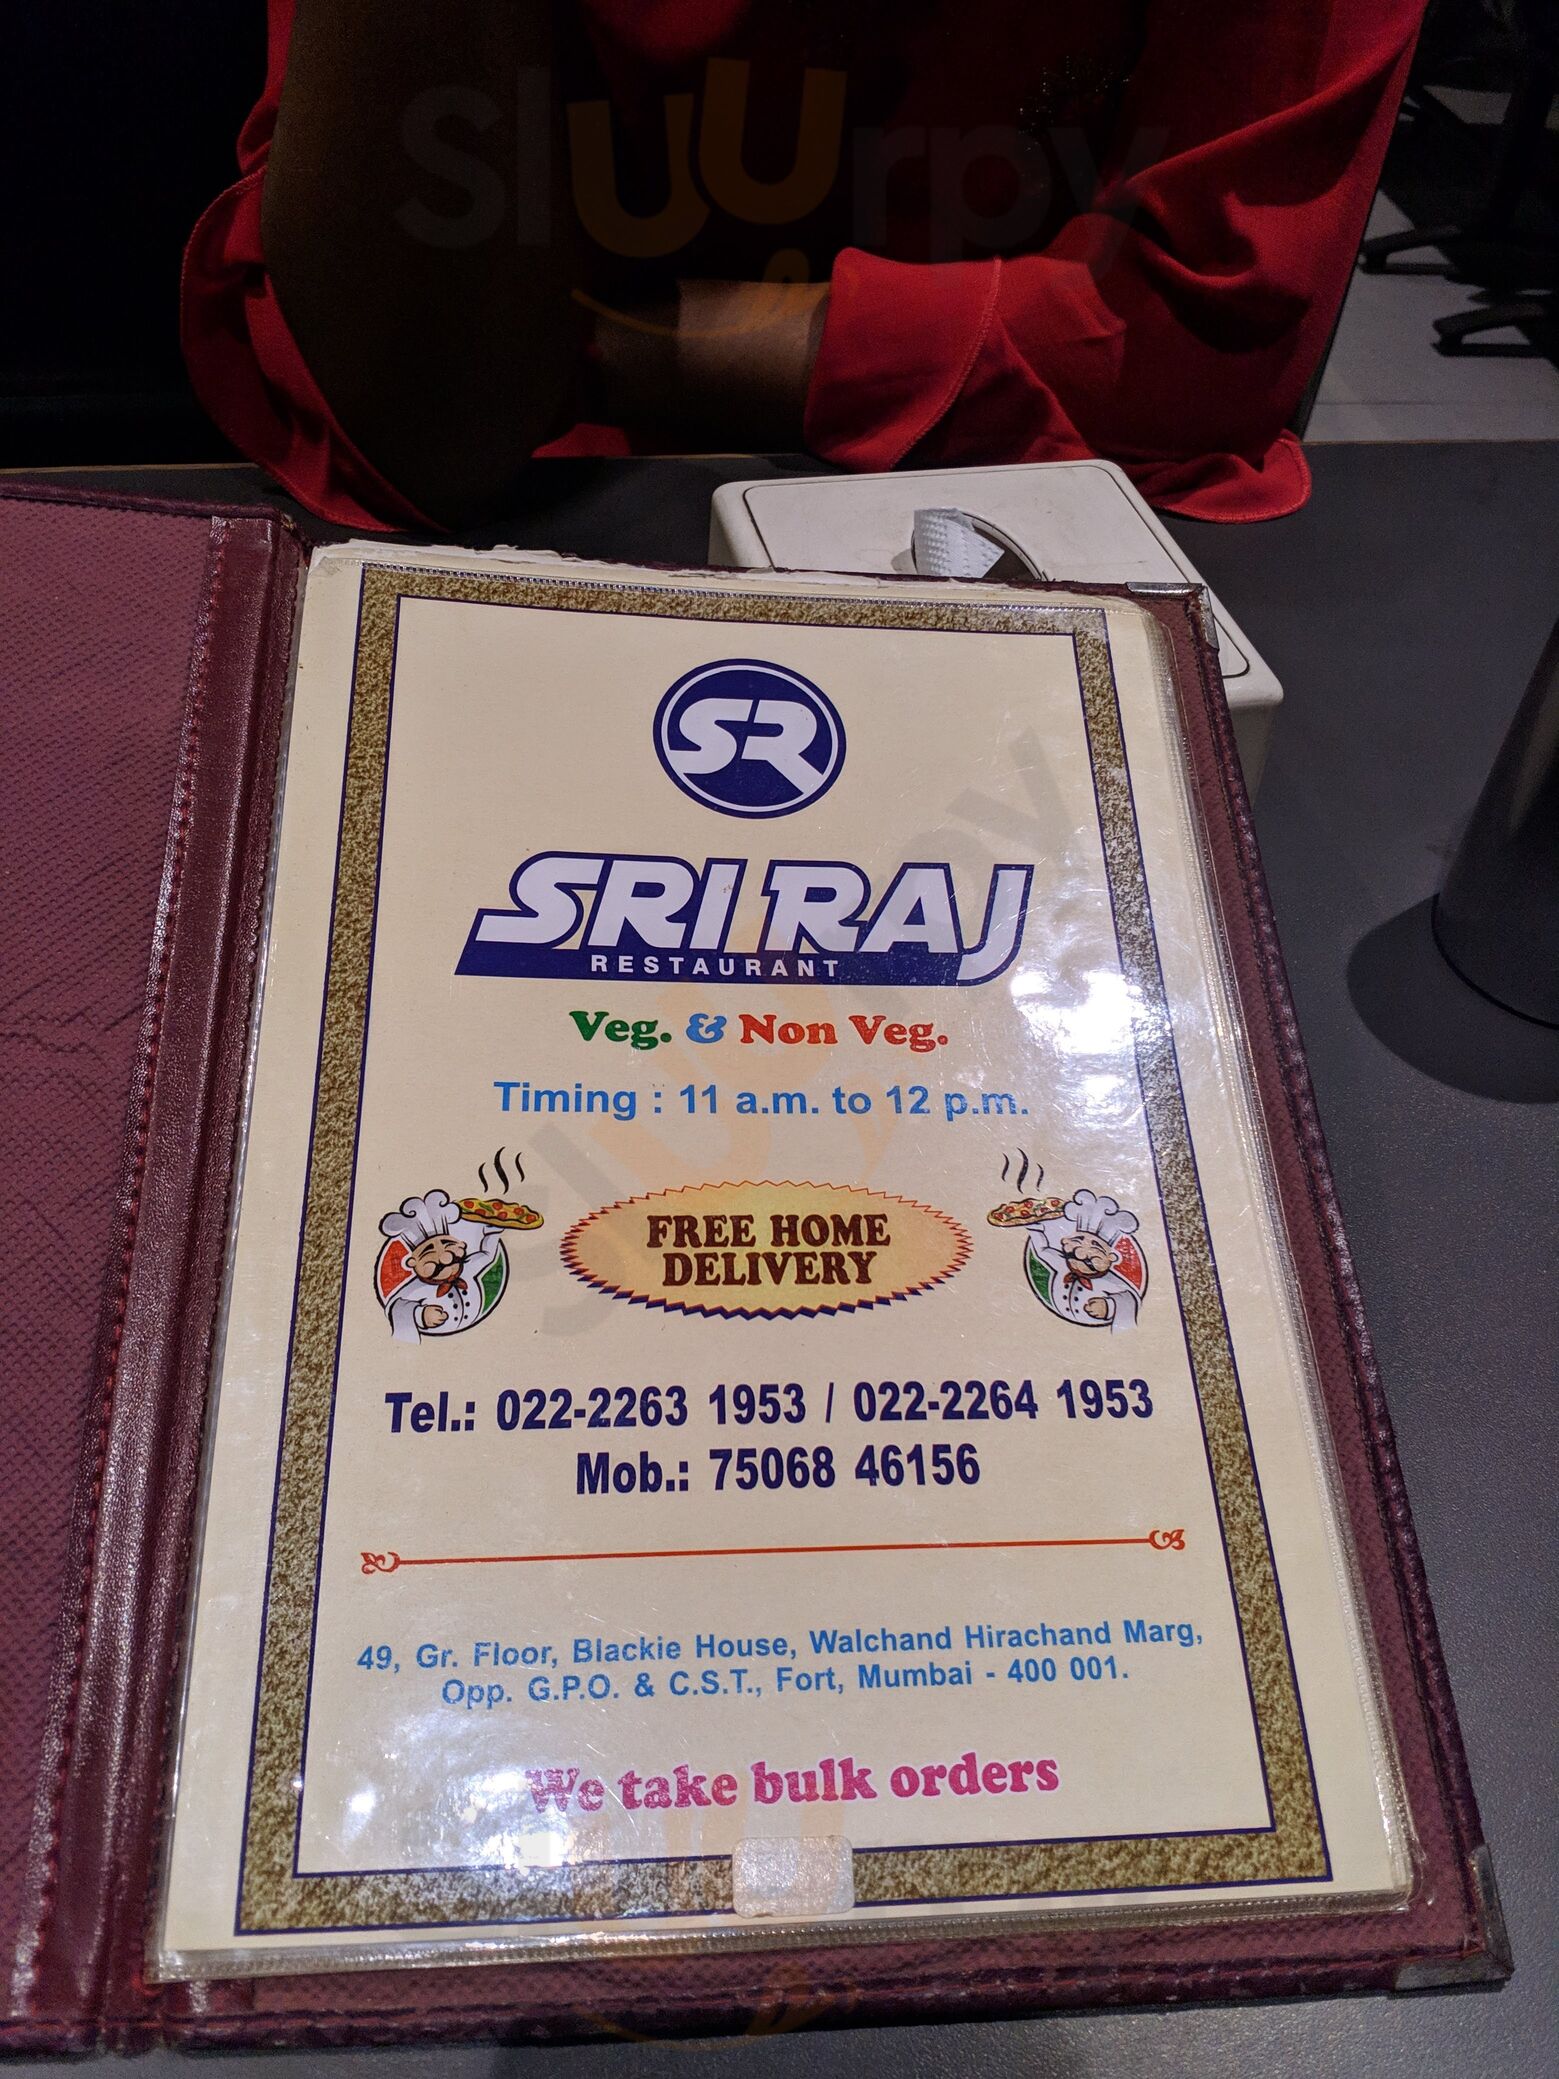 Sluurpy
SR
SRI RAJ
RESTAURANT
Veg. & Non Veg.
Timing : 11 a.m. to 12 p.m.
FREE HOME
DELIVERY
Tel.: 022-2263 1953 / 022-2264 1953
Mob.: 75068 46156
49, Gr. Floor, Blackie House, Walchand Hirachand Marg,
Opp. G.P.O. & C.S.T., Fort, Mumbai - 400 001.
We take bulk orders